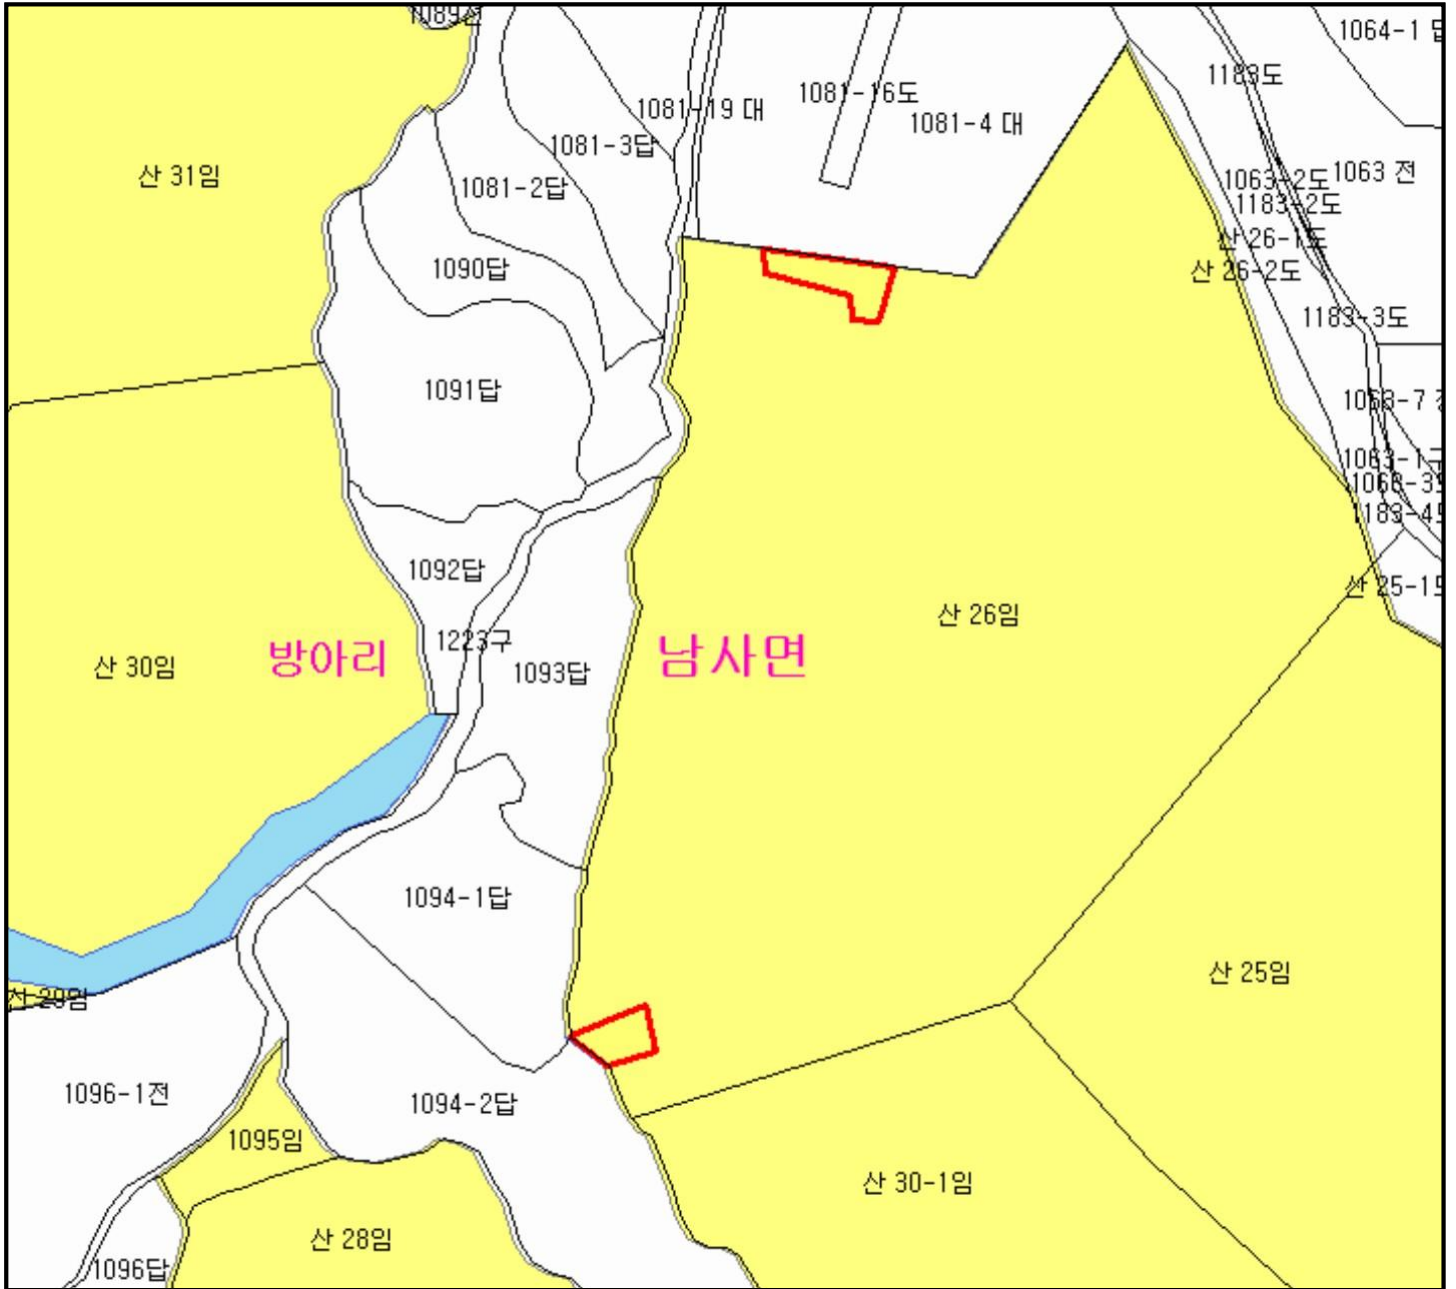 1064-1
1183도
1081-16도
1081-19 대
1081-4 대
1081-3답
산 31임
1081-2답
1063-2도
1063 전
1183-2도
산 26-1도
1090답
산 26-2도
1183-3도
1091답
1063-1
1092답
산 26임
1223구
방아리
남사면
산 30임
1093답
1094-1답
산 25임
산 29임
1096-1전
1094-2답
1095임
산 30-1임
산 28임
1096답